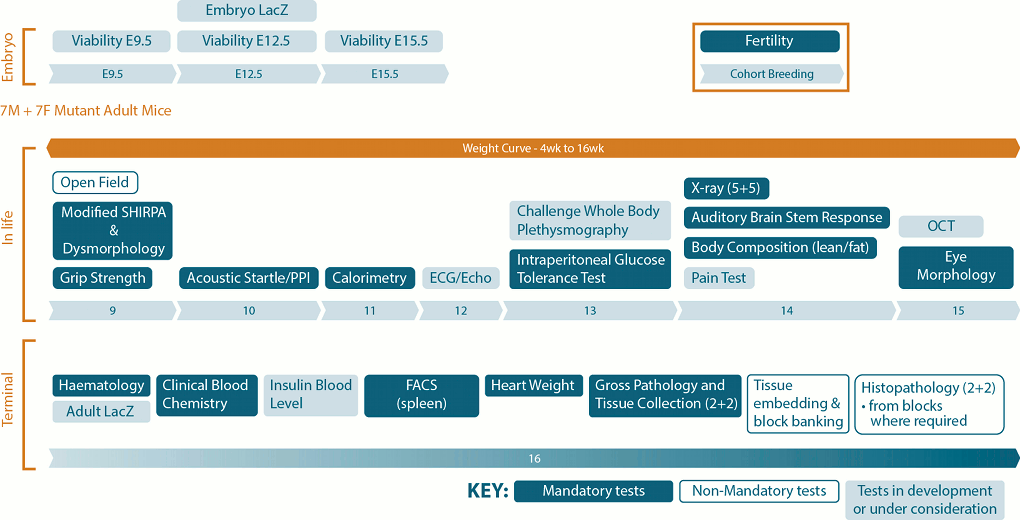 Embryo
Embryo LacZ
Viability E9.5
Viability E12.5
Viability E15.5
E9.5
E12.5
E15.5
Fertility
Cohort Breeding
7M + 7F Mutant Adult Mice
In life
Weight Curve - 4wk to 16wk
Open Field
Modified SHIRPA
&
Dysmorphology
Grip Strength
Acoustic Startle/PPI
Calorimetry
ECG/Echo
Challenge Whole Body
Plethysmography
Intraperitoneal Glucose
Tolerance Test
X-ray (5+5)
Auditory Brain Stem Response
Body Composition (lean/fat)
Pain Test
OCT
Eye
Morphology
9
10
11
12
13
14
15
Terminal
Haematology
Adult LacZ
Clinical Blood
Chemistry
Insulin Blood
Level
FACS
(spleen)
Heart Weight
Gross Pathology and
Tissue Collection (2+2)
Tissue
embedding &
block banking
Histopathology (2+2)
• from blocks
where required
16
KEY:
Mandatory tests
Non-Mandatory tests
Tests in development
or under consideration